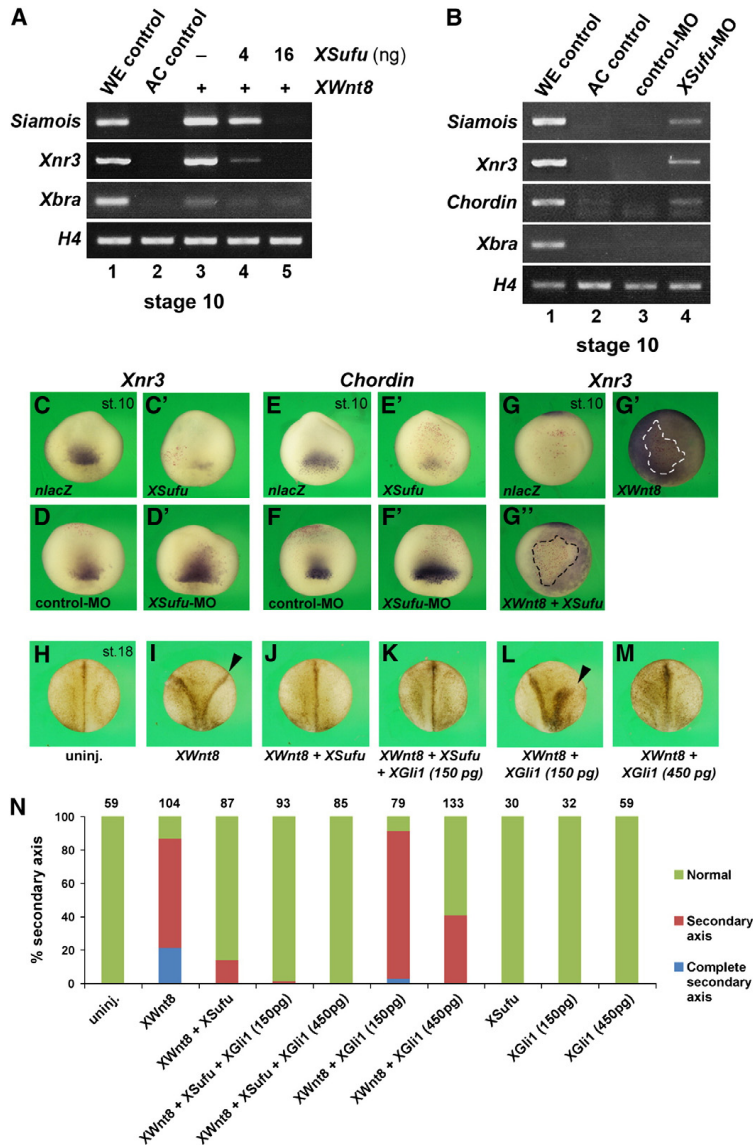 A
WE control
AC control
– 4 16 XSufu (ng)
+ + + XWnt8
Siamois
Xnr3
Xbra
H4
1 2 3 4 5
stage 10
B
WE control
AC control
control-MO
XSufu-MO
Siamois
Xnr3
Chordin
Xbra
H4
1 2 3 4
stage 10
Xnr3 Chordin Xnr3
C st.10 C' E st.10 E' G st.10 G'
nlacZ XSufu nlacZ XSufu nlacZ XWnt8
D D' F F' G''
control-MO XSufu-MO control-MO XSufu-MO XWnt8 + XSufu
H st.18 I J K L M
uninj. XWnt8 XWnt8 + XSufu XWnt8 + XSufu XWnt8 + XWnt8 +
+ XGli1 (150 pg) XGli1 (150 pg) XGli1 (450 pg)
N
59 104 87 93 85 79 133 30 32 59
% secondary axis
100
80
60
40
20
0
Normal
Secondary
axis
Complete
secondary
axis
uninj.
XWnt8
XWnt8 + XSufu
XWnt8 + XSufu + XGli1 (150pg)
XWnt8 + XSufu + XGli1 (450pg)
XWnt8 + XGli1 (150pg)
XWnt8 + XGli1 (450pg)
XSufu
XGli1 (150pg)
XGli1 (450pg)